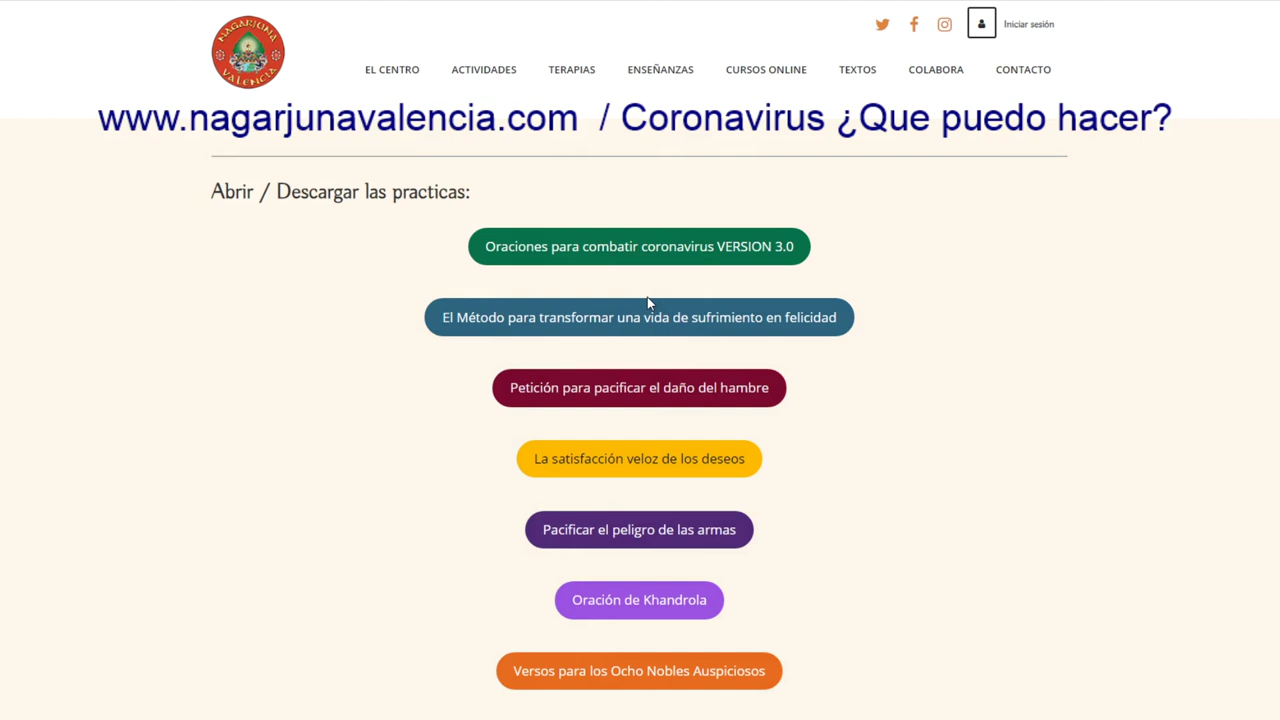 NAGARJUNA
VALENCIA
Iniciar sesión
EL CENTRO ACTIVIDADES TERAPIAS ENSEÑANZAS CURSOS ONLINE TEXTOS COLABORA CONTACTO
www.nagarjunavalencia.com / Coronavirus ¿Que puedo hacer?
Abrir / Descargar las practicas:
Oraciones para combatir coronavirus VERSION 3.0
El Método para transformar una vida de sufrimiento en felicidad
Petición para pacificar el daño del hambre
La satisfacción veloz de los deseos
Pacificar el peligro de las armas
Oración de Khandrola
Versos para los Ocho Nobles Auspiciosos